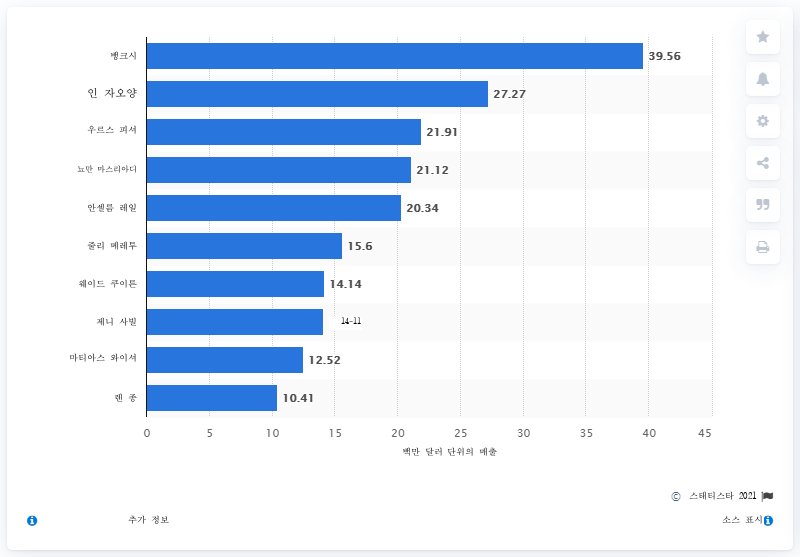 뱅크시
39.56
인 자오양
27.27
우르스 피셔
21.91
뇨만 마스리아디
21.12
안셀름 레일
20.34
줄리 메레투
15.6
웨이드 쿠이튼
14.14
제니 사빌
14-11
마티아스 와이셔
12.52
렌 종
10.41
0 5 10 15 20 25 30 35 40 45
백만 달러 단위의 매출
© 스태티스타 2021
추가 정보
소스 표시